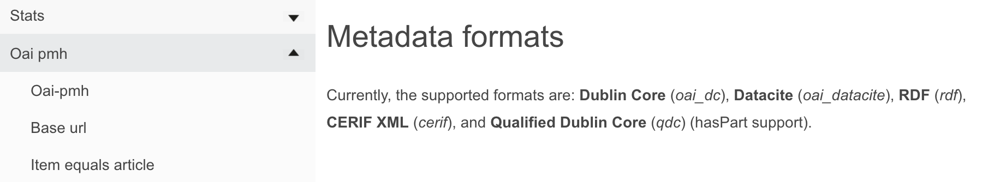 Stats
Oai pmh
Oai-pmh
Base url
Item equals article
Metadata formats
Currently, the supported formats are: Dublin Core (oai_dc), Datacite (oai_datacite), RDF (rdf),
CERIF XML (cerif), and Qualified Dublin Core (qdc) (hasPart support).